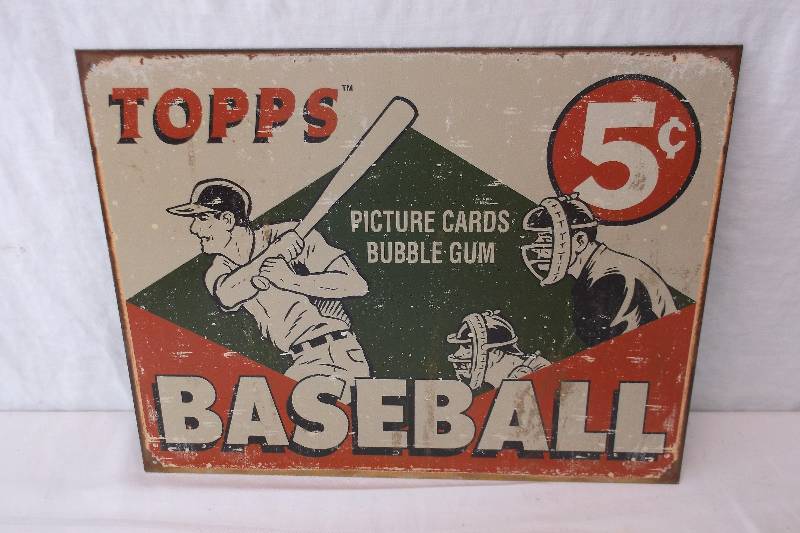 TOPPS™
5¢
PICTURE CARDS
BUBBLE GUM
BASEBALL